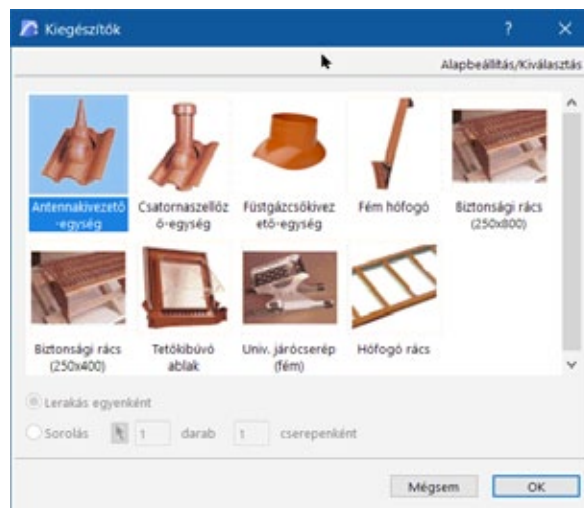 Kiegészítők
?
Alapbeállítás/Kiválasztás
Antennakivezető
-egység
Csatornaszellőz
ő-egység
Füstgázcsőkivez
ető-egység
Fém hófogó
Biztonsági rács
(250x800)
Biztonsági rács
(250x400)
Tetőkibúvó
ablak
Univ. járócserép
(fém)
Hófogó rács
Lerakás egyenként
Sorolás 1 darab 1 cserepenként
Mégsem OK